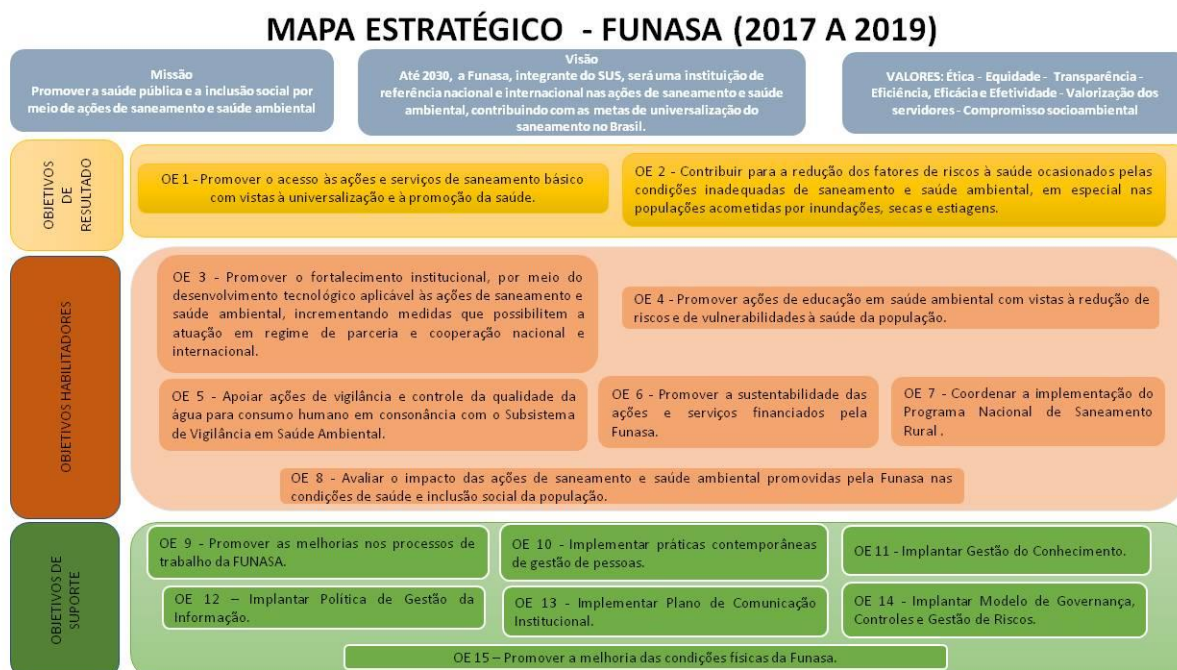 MAPA ESTRATÉGICO - FUNASA (2017 A 2019)
Missão
Promover a saúde pública e a inclusão social por
meio de ações de saneamento e saúde ambiental
Visão
Até 2030, a Funasa, integrante do SUS, será uma instituição de
referência nacional e internacional nas ações de saneamento e saúde
ambiental, contribuindo com as metas de universalização do
saneamento no Brasil.
VALORES: Ética - Equidade - Transparência -
Eficiência, Eficácia e Efetividade - Valorização dos
servidores - Compromisso socioambiental
OBJETIVOS
DE
RESULTADO
OE 1 - Promover o acesso às ações e serviços de saneamento básico
com vistas à universalização e à promoção da saúde.
OE 2 - Contribuir para a redução dos fatores de riscos à saúde ocasionados pelas
condições inadequadas de saneamento e saúde ambiental, em especial nas
populações acometidas por inundações, secas e estiagens.
OBJETIVOS HABILITADORES
OE 3 - Promover o fortalecimento institucional, por meio do
desenvolvimento tecnológico aplicável às ações de saneamento e
saúde ambiental, incrementando medidas que possibilitem a
atuação em regime de parceria e cooperação nacional e
internacional.
OE 4 - Promover ações de educação em saúde ambiental com vistas à redução de
riscos e de vulnerabilidades à saúde da população.
OE 5 - Apoiar ações de vigilância e controle da qualidade da
água para consumo humano em consonância com o Subsistema
de Vigilância em Saúde Ambiental.
OE 6 - Promover a sustentabilidade das
ações e serviços financiados pela
Funasa.
OE 7 - Coordenar a implementação do
Programa Nacional de Saneamento
Rural .
OE 8 - Avaliar o impacto das ações de saneamento e saúde ambiental promovidas pela Funasa nas
condições de saúde e inclusão social da população.
OBJETIVOS DE
SUPORTE
OE 9 - Promover as melhorias nos processos de
trabalho da FUNASA.
OE 10 - Implementar práticas contemporâneas
de gestão de pessoas.
OE 11 - Implantar Gestão do Conhecimento.
OE 12 – Implantar Política de Gestão da
Informação.
OE 13 - Implementar Plano de Comunicação
Institucional.
OE 14 - Implantar Modelo de Governança,
Controles e Gestão de Riscos.
OE 15 – Promover a melhoria das condições físicas da Funasa.